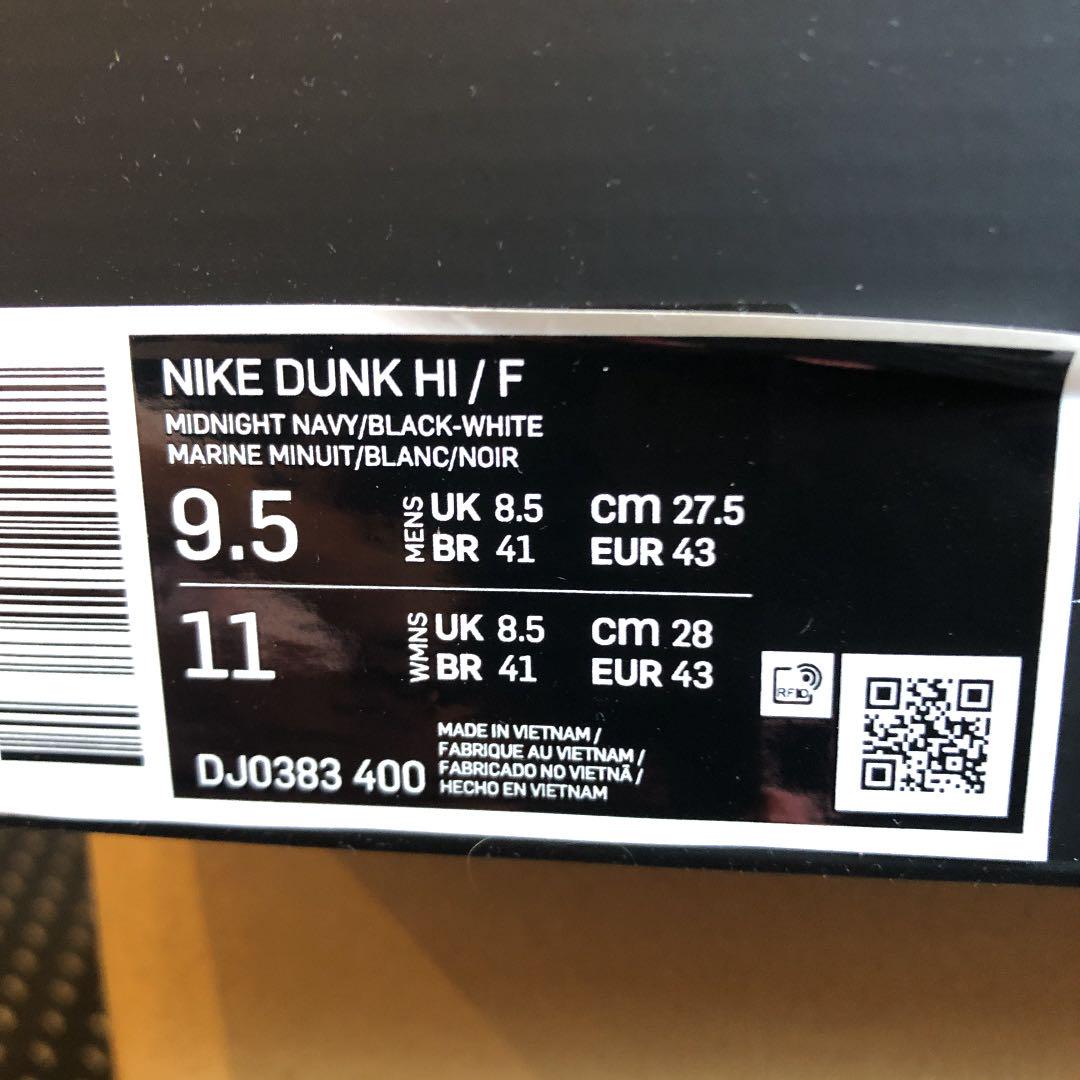 NIKE DUNK HI / F
MIDNIGHT NAVY/BLACK-WHITE
MARINE MINUIT/BLANC/NOIR
9.5 MENS UK 8.5 cm 27.5
BR 41 EUR 43
11 WMNS UK 8.5 cm 28
BR 41 EUR 43
RFID
DJ0383 400
MADE IN VIETNAM /
FABRIQUE AU VIETNAM /
FABRICADO NO VIETNÃ /
HECHO EN VIETNAM